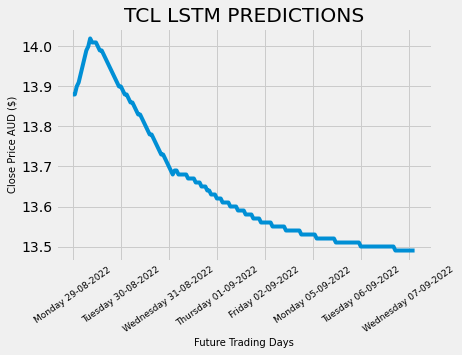 TCL LSTM PREDICTIONS
Close Price AUD ($)
14.0
13.9
13.8
13.7
13.6
13.5
Monday 29-08-2022
Tuesday 30-08-2022
Wednesday 31-08-2022
Thursday 01-09-2022
Friday 02-09-2022
Monday 05-09-2022
Tuesday 06-09-2022
Wednesday 07-09-2022
Future Trading Days